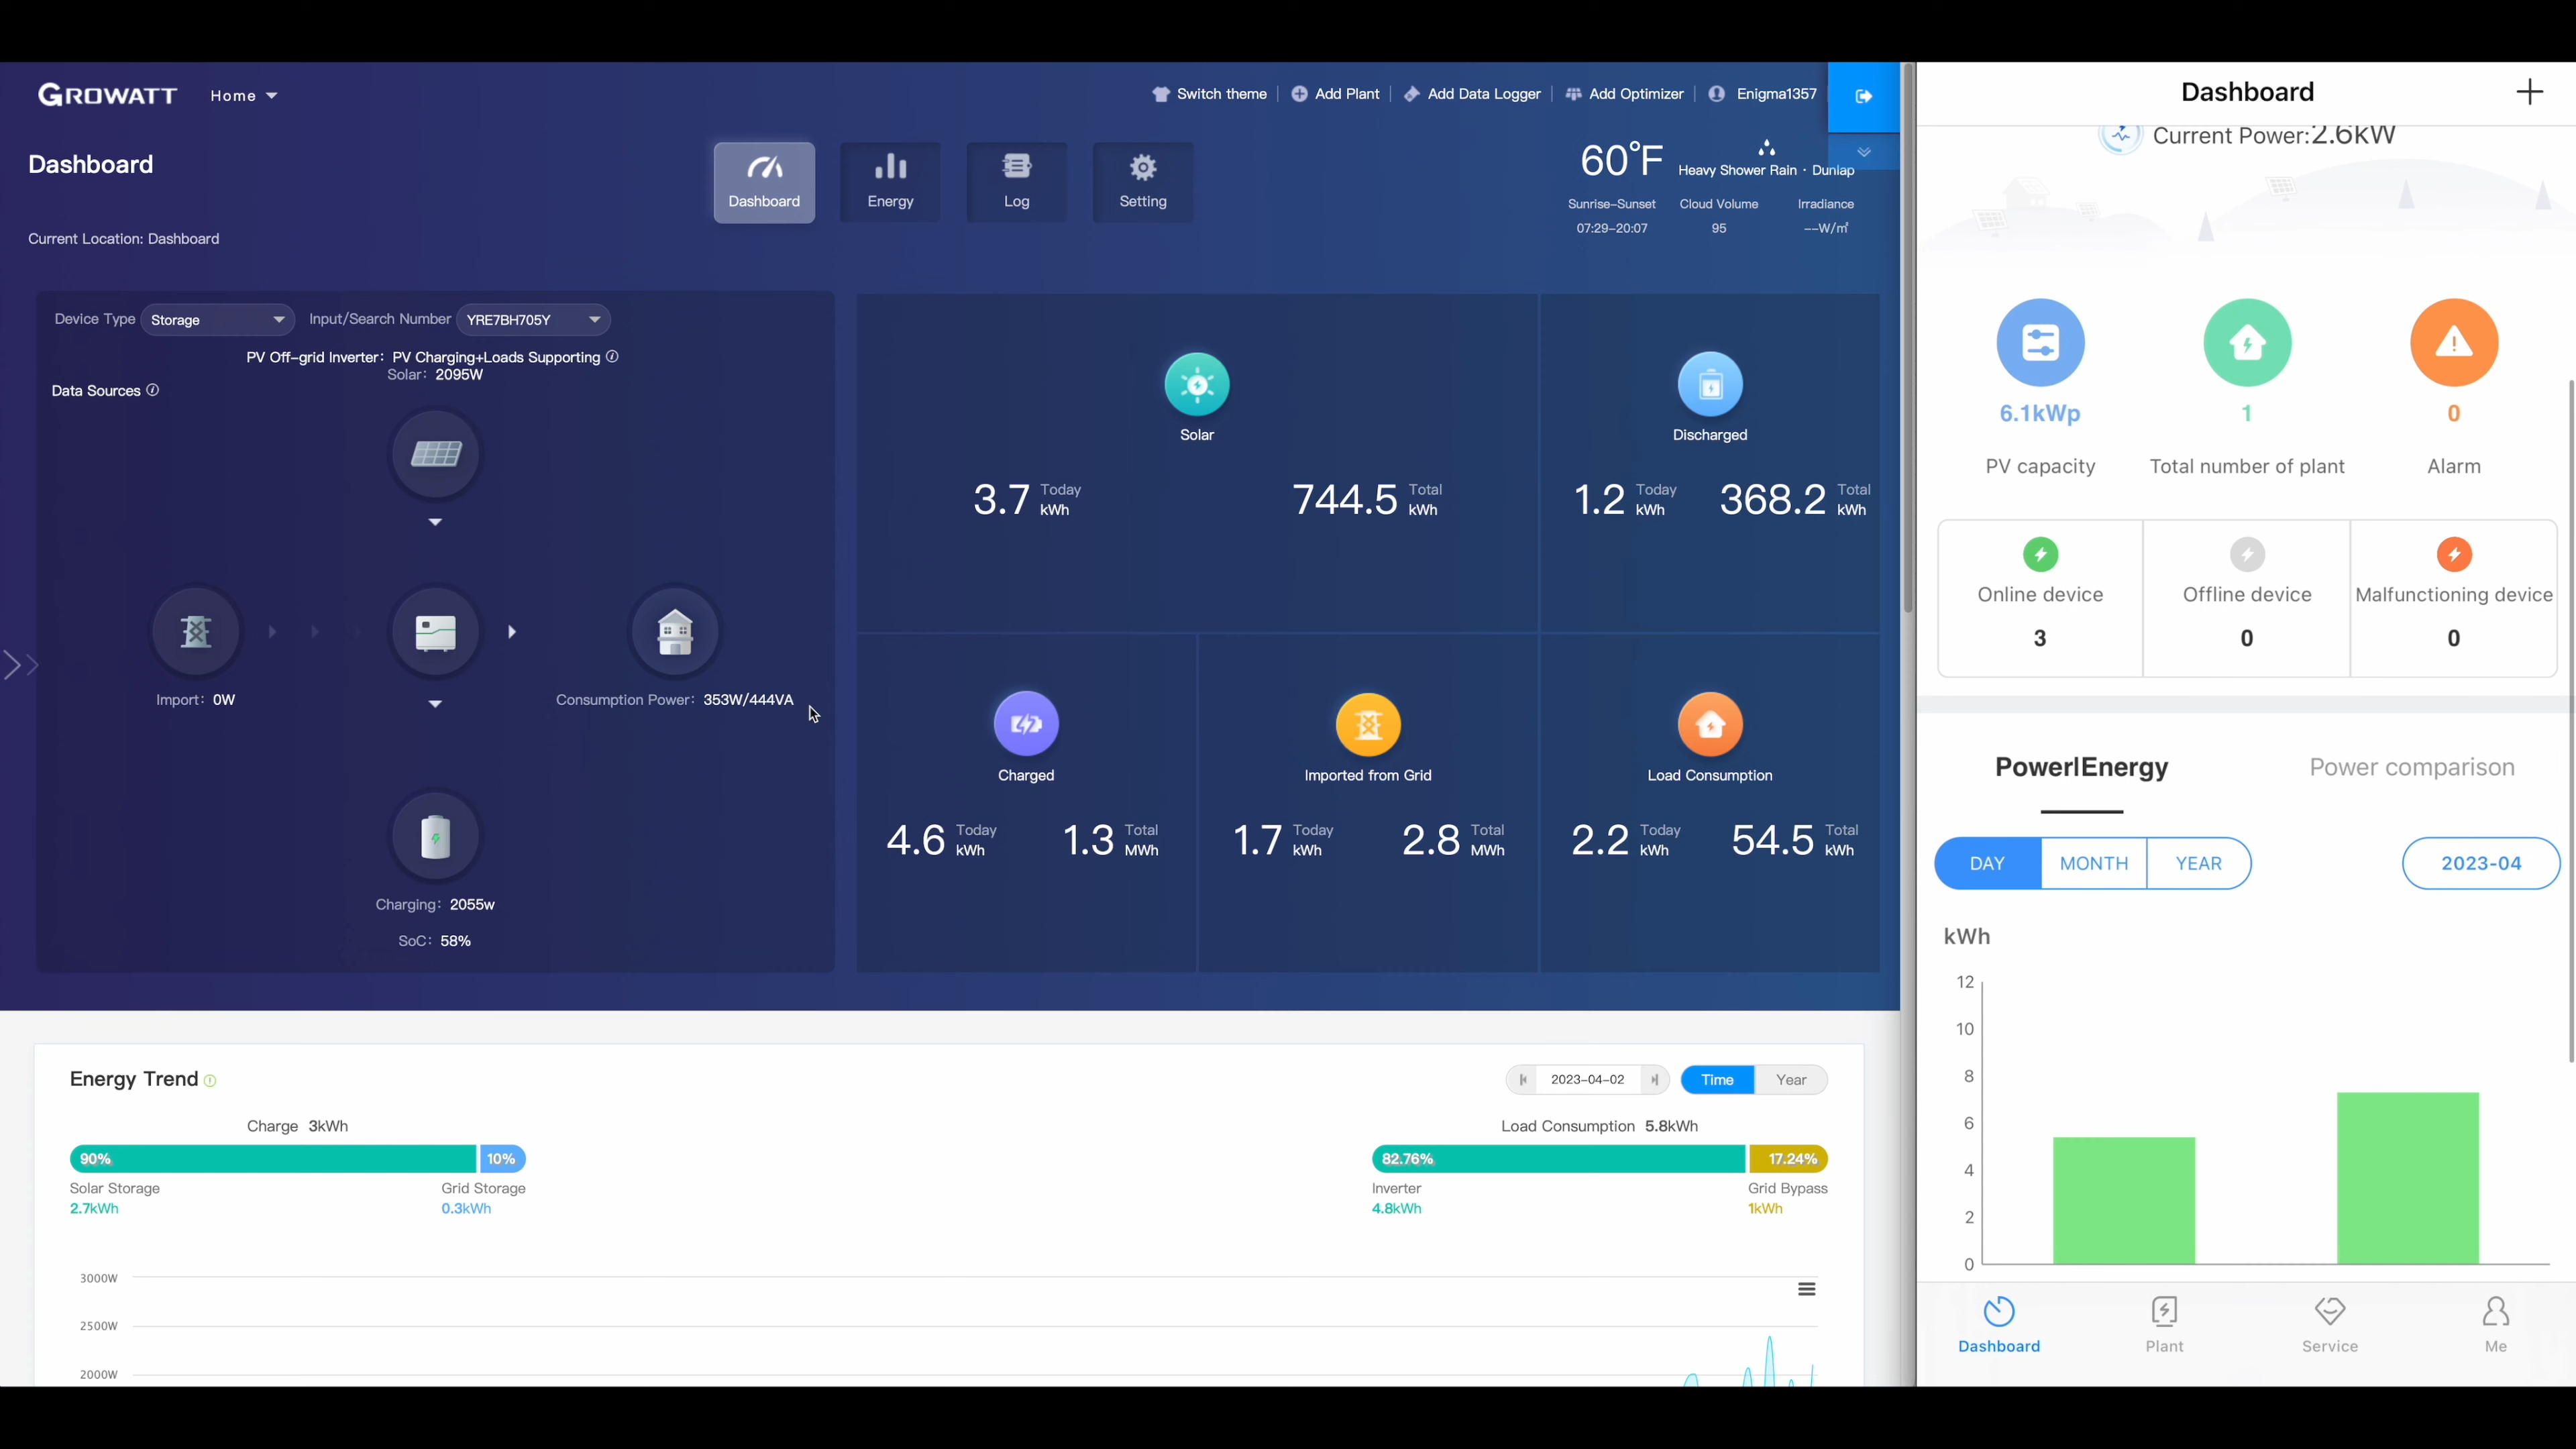 GROWATT
Home
Switch theme
Add Plant
Add Data Logger
Add Optimizer
Enigma1357
Dashboard
Dashboard
Energy
Log
Setting
60°F
Heavy Shower Rain · Dunlap
Sunrise-Sunset
Cloud Volume
Irradiance
07:29-20:07
95
--W/㎡
Current Location: Dashboard
Device Type
Storage
Input/Search Number
YRE7BH705Y
PV Off-grid Inverter: PV Charging+Loads Supporting
Solar: 2095W
Data Sources
Import: 0W
Consumption Power: 353W/444VA
Charging: 2055w
SoC: 58%
Solar
3.7 Today kWh
744.5 Total kWh
Discharged
1.2 Today kWh
368.2 Total kWh
Charged
4.6 Today kWh
1.3 Total MWh
Imported from Grid
1.7 Today kWh
2.8 Total MWh
Load Consumption
2.2 Today kWh
54.5 Total kWh
Energy Trend
2023-04-02
Time
Year
Charge 3kWh
90%
10%
Solar Storage
Grid Storage
2.7kWh
0.3kWh
Load Consumption 5.8kWh
82.76%
17.24%
Inverter
Grid Bypass
4.8kWh
1kWh
3000W
2500W
2000W
Dashboard
Current Power:2.6kW
6.1kWp
1
0
PV capacity
Total number of plant
Alarm
Online device
Offline device
Malfunctioning device
3
0
0
Power|Energy
Power comparison
DAY
MONTH
YEAR
2023-04
kWh
12
10
8
6
4
2
0
Dashboard
Plant
Service
Me